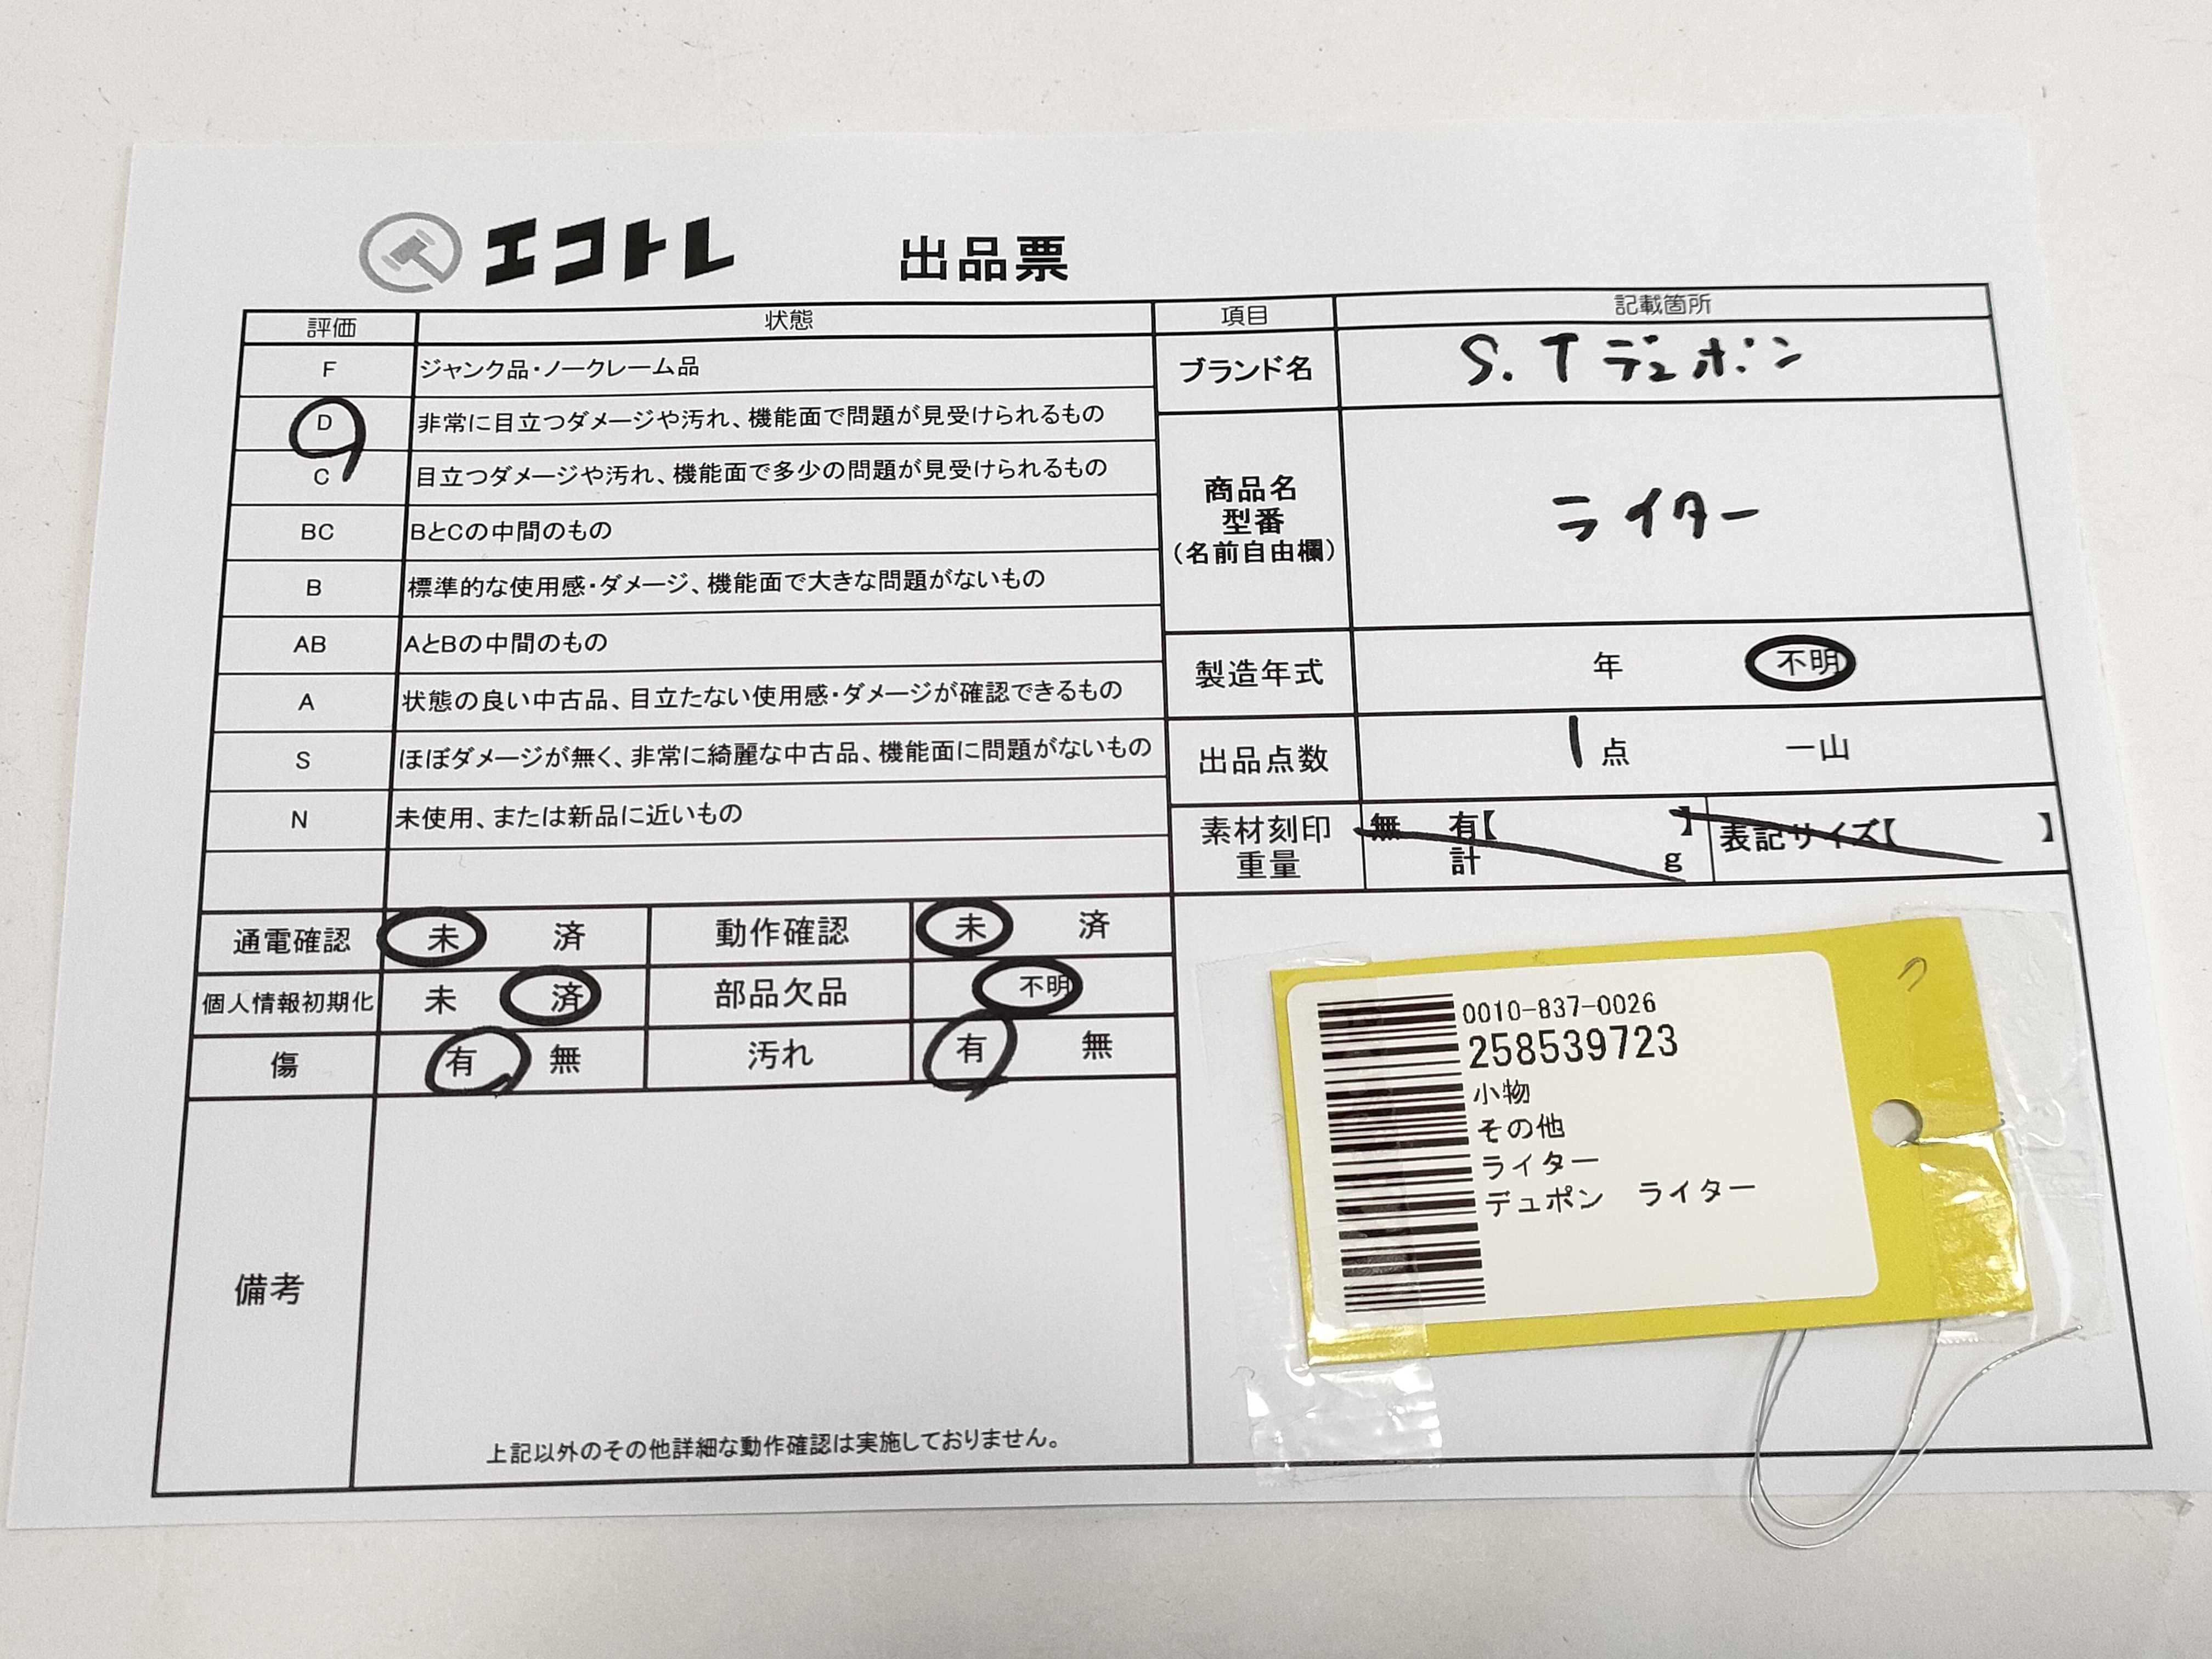 エコトレ 出品票
評価 状態 項目 記載箇所
F ジャンク品・ノークレーム品
D 非常に目立つダメージや汚れ、機能面で問題が見受けられるもの
C 目立つダメージや汚れ、機能面で多少の問題が見受けられるもの
BC BとCの中間のもの
B 標準的な使用感・ダメージ、機能面で大きな問題がないもの
AB AとBの中間のもの
A 状態の良い中古品、目立たない使用感・ダメージが確認できるもの
S ほぼダメージが無く、非常に綺麗な中古品、機能面に問題がないもの
N 未使用、または新品に近いもの
ブランド名 S.T デュポン
商品名
型番
(名前自由欄)
ライター
製造年式 年 不明
出品点数 1点 一山
素材刻印 無 有【 】 表記サイズ【 】
重量 計 g
通電確認 未 済 動作確認 未 済
個人情報初期化 未 済 部品欠品 不明
傷 有 無 汚れ 有 無
備考
上記以外のその他詳細な動作確認は実施しておりません。
0010-837-0026
258539723
小物
その他
ライター
デュポン ライター